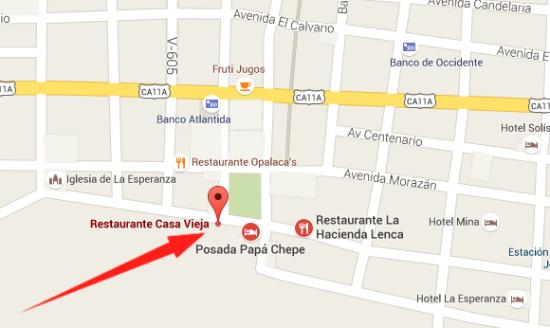 Avenida Candelaria
Avenida El Calvario
V-605
Avenida E
Banco de Occidente
Fruti Jugos
CA11A
CA11A
CA11A
CA11A
CA11A
Banco Atlantida
Av Centenario
Hotel Solis
Restaurante Opalaca's
Iglesia de La Esperanza
Avenida Morazán
Restaurante Casa Vieja
Restaurante La
Hacienda Lenca
Hotel Mina
Posada Papá Chepe
Estación
J
Hotel La Esperanza